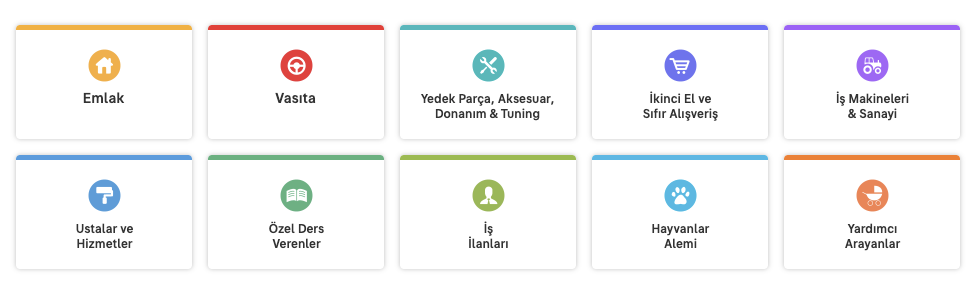 Emlak
Vasıta
Yedek Parça, Aksesuar,
Donanım & Tuning
İkinci El ve
Sıfır Alışveriş
İş Makineleri
& Sanayi
Ustalar ve
Hizmetler
Özel Ders
Verenler
İş
İlanları
Hayvanlar
Alemi
Yardımcı
Arayanlar